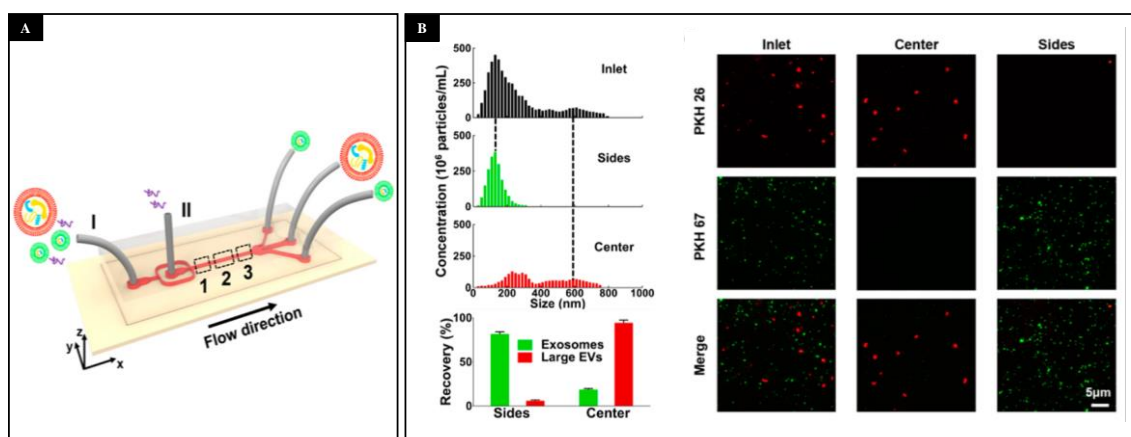 A
I
II
1
2
3
Flow direction
z
y
x
B
Concentration (10⁶ particles/mL)
500
250
0
Inlet
500
250
0
Sides
500
250
0
Center
0 200 400 600 800 1000
Size (nm)
Recovery (%)
100
50
0
Exosomes
Large EVs
Sides Center
Inlet Center Sides
PKH 26
PKH 67
Merge
5μm